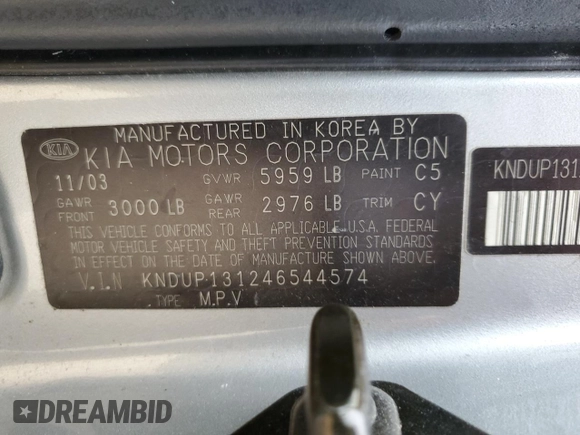 MANUFACTURED IN KOREA BY
KIA KIA MOTORS CORPORATION
11/03 GVWR 5959 LB PAINT C5
GAWR FRONT 3000 LB GAWR REAR 2976 LB TRIM CY
THIS VEHICLE CONFORMS TO ALL APPLICABLE U.S.A. FEDERAL
MOTOR VEHICLE SAFETY AND THEFT PREVENTION STANDARDS
IN EFFECT ON THE DATE OF MANUFACTURE SHOWN ABOVE.
V.I.N KNDUP131246544574
TYPE M.P.V
KNDUP131
DREAMBID